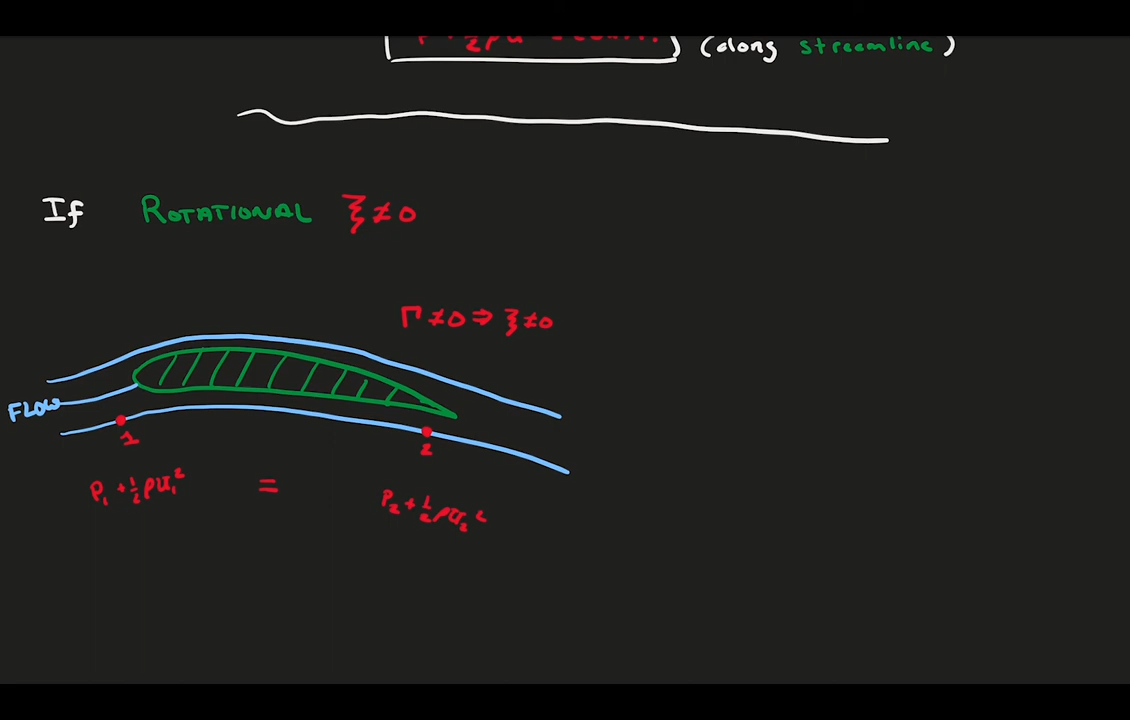 (along streamline)
If ROTATIONAL ξ≠0
Γ≠0 ⇒ ξ≠0
FLOW
1
2
P₁+½ρU₁² = P₂+½ρU₂²